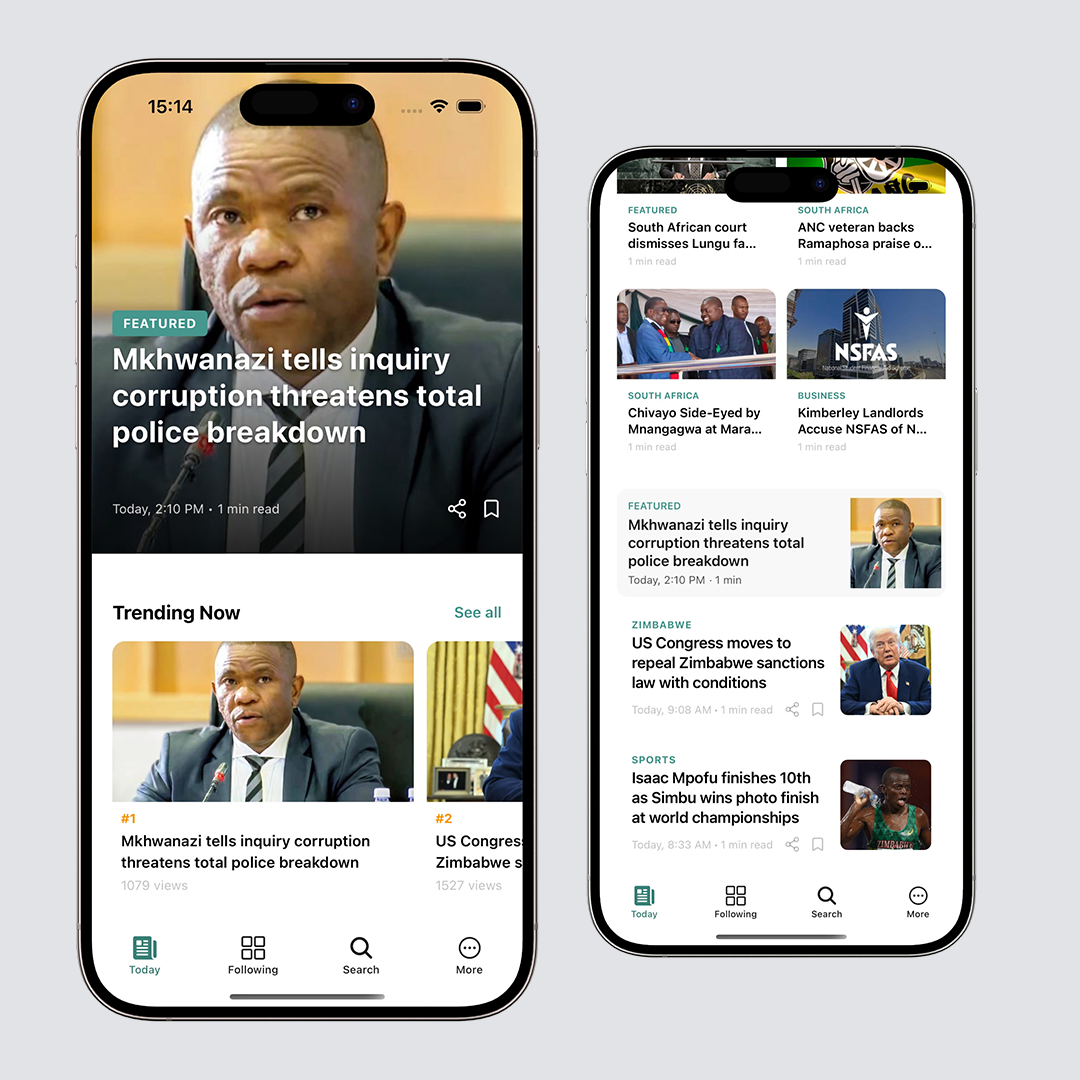 15:14
FEATURED
Mkhwanazi tells inquiry
corruption threatens total
police breakdown
Today, 2:10 PM • 1 min read
Trending Now
See all
#1
Mkhwanazi tells inquiry corruption
threatens total police breakdown
1079 views
#2
US Congres
Zimbabwe s
1527 views
Today
Following
Search
More
FEATURED
South African court
dismisses Lungu fa...
1 min read
SOUTH AFRICA
ANC veteran backs
Ramaphosa praise o...
1 min read
NSFAS
National Student Financial Aid Scheme
SOUTH AFRICA
Chivayo Side-Eyed by
Mnangagwa at Mara...
1 min read
BUSINESS
Kimberley Landlords
Accuse NSFAS of N...
1 min read
FEATURED
Mkhwanazi tells inquiry
corruption threatens total
police breakdown
Today, 2:10 PM · 1 min
ZIMBABWE
US Congress moves to
repeal Zimbabwe sanctions
law with conditions
Today, 9:08 AM • 1 min read
SPORTS
Isaac Mpofu finishes 10th
as Simbu wins photo finish
at world championships
Today, 8:33 AM • 1 min read
Today
Following
Search
More